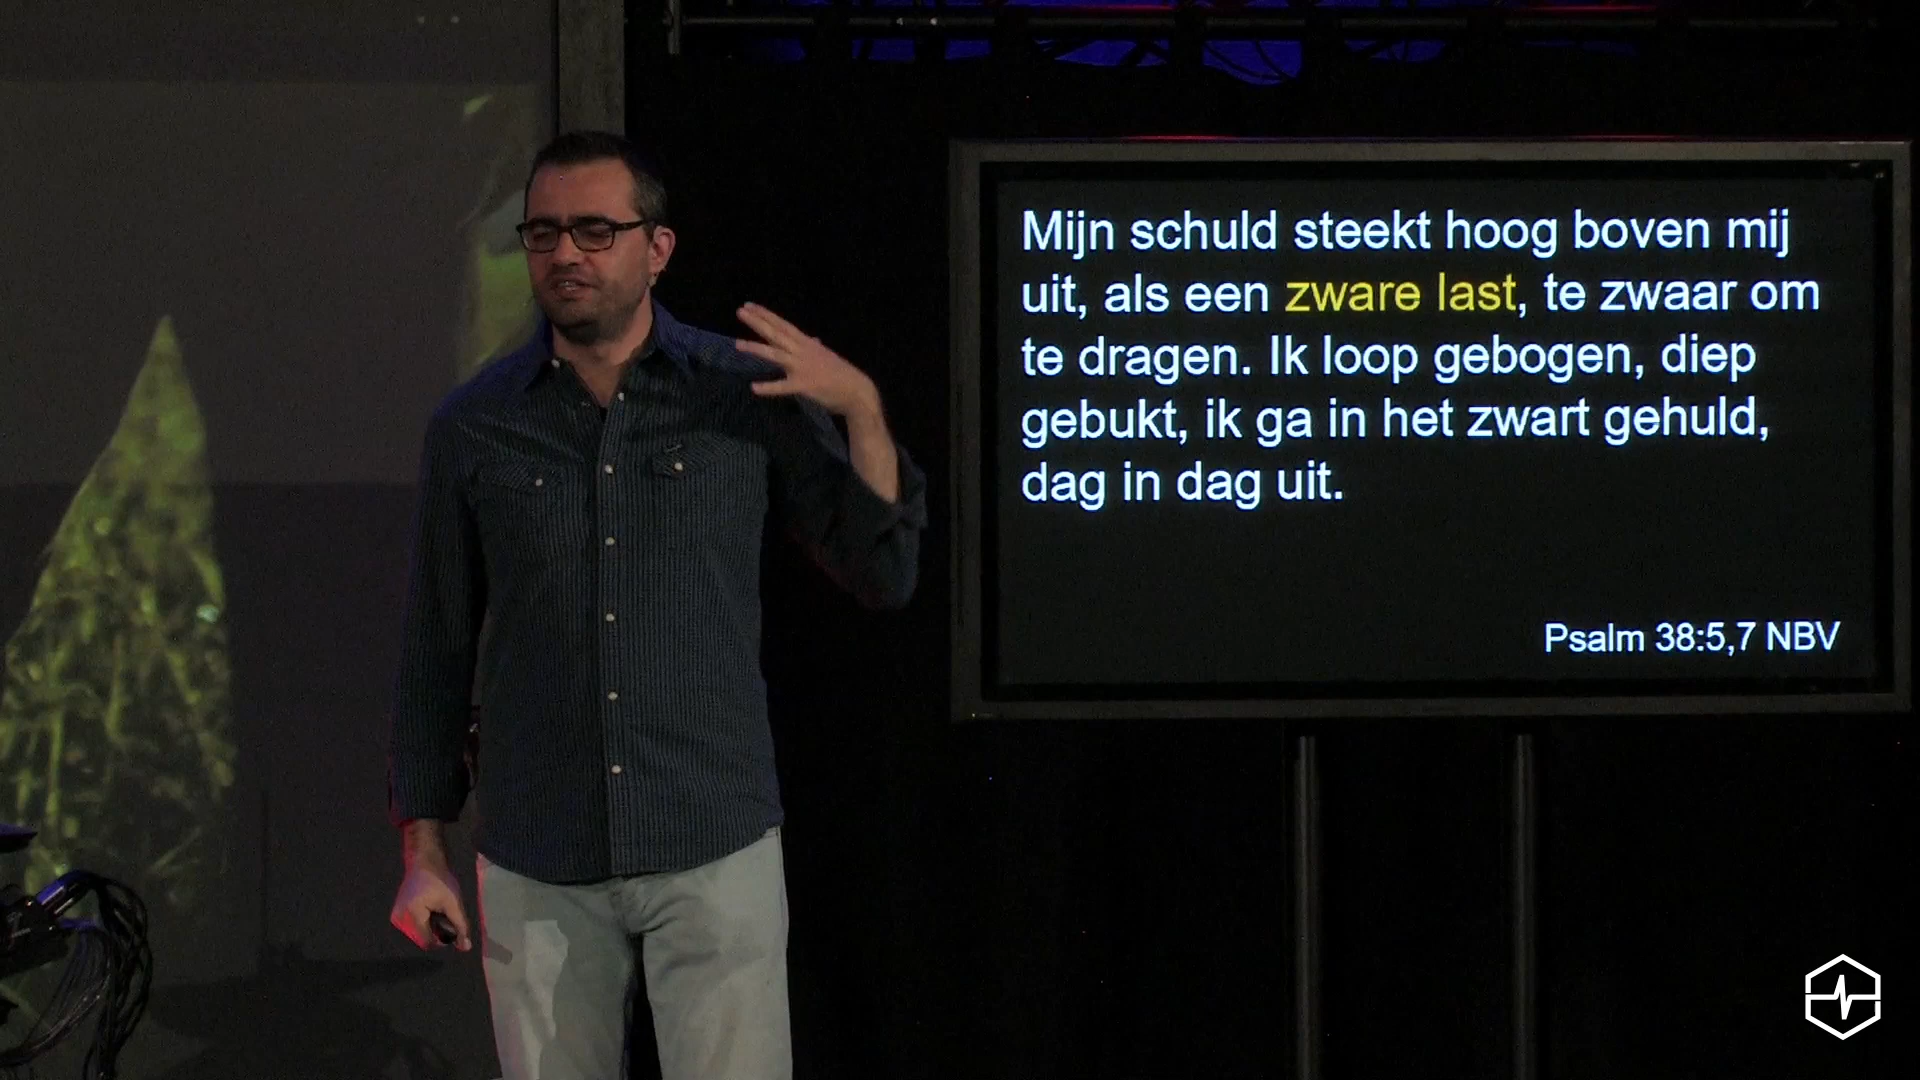 Mijn schuld steekt hoog boven mij
uit, als een zware last, te zwaar om
te dragen. Ik loop gebogen, diep
gebukt, ik ga in het zwart gehuld,
dag in dag uit.
Psalm 38:5,7 NBV